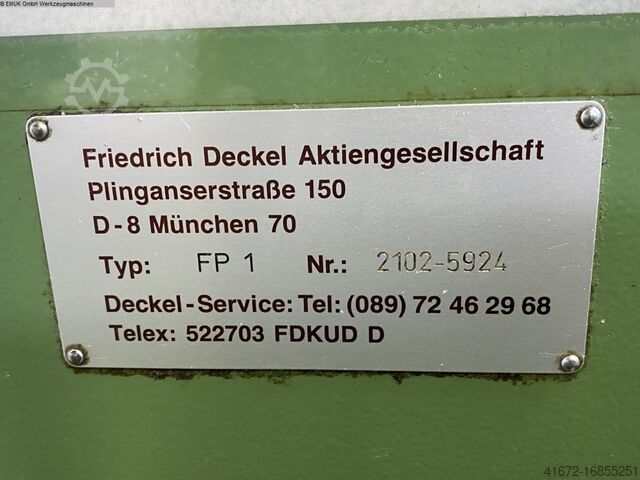 © EMUK GmbH Werkzeugmaschinen
Friedrich Deckel Aktiengesellschaft
Plinganserstraße 150
D-8 München 70
Typ: FP 1 Nr.: 2102-5924
Deckel-Service: Tel: (089) 72 46 29 68
Telex: 522703 FDKUD D
41672-16855251